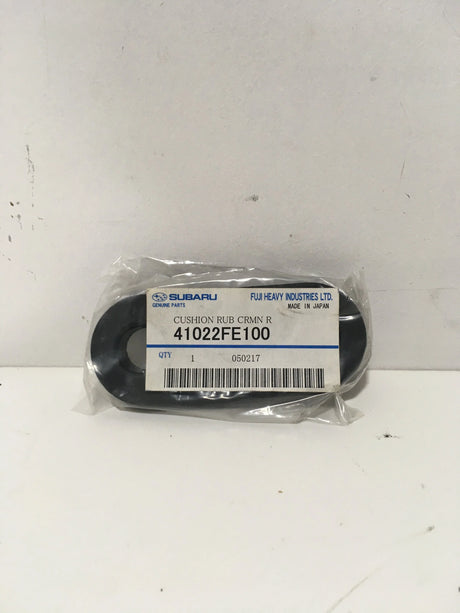 SUBARU FUJI HEAVY INDUSTRIES LTD.
GENUINE PARTS MADE IN JAPAN
CUSHION RUB CRMN R
41022FE100
QTY 1 050217